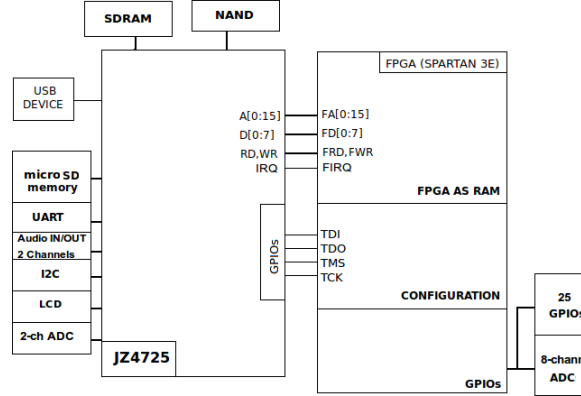 SDRAM
NAND
USB
DEVICE
micro SD
memory
UART
Audio IN/OUT
2 Channels
I2C
LCD
2-ch ADC
JZ4725
A[0:15]
D[0:7]
RD,WR
IRQ
GPIOs
FPGA (SPARTAN 3E)
FA[0:15]
FD[0:7]
FRD,FWR
FIRQ
FPGA AS RAM
TDI
TDO
TMS
TCK
CONFIGURATION
GPIOs
25
GPIOs
8-chann
ADC